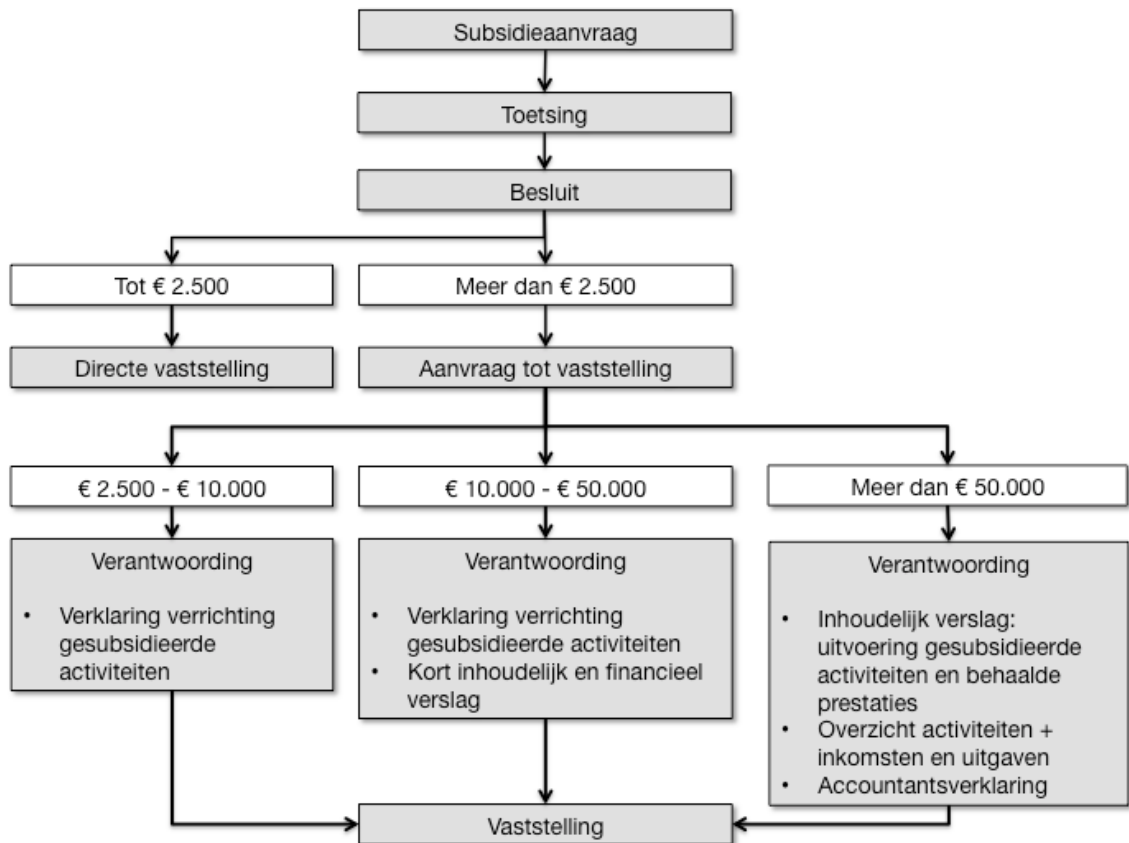 Subsidieaanvraag
Toetsing
Besluit
Tot € 2.500
Meer dan € 2.500
Directe vaststelling
Aanvraag tot vaststelling
€ 2.500 - € 10.000
€ 10.000 - € 50.000
Meer dan € 50.000
Verantwoording
• Verklaring verrichting
gesubsidieerde
activiteiten
Verantwoording
• Verklaring verrichting
gesubsidieerde activiteiten
• Kort inhoudelijk en financieel
verslag
Verantwoording
• Inhoudelijk verslag:
uitvoering gesubsidieerde
activiteiten en behaalde
prestaties
• Overzicht activiteiten +
inkomsten en uitgaven
• Accountantsverklaring
Vaststelling